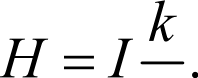 H = I k/ .